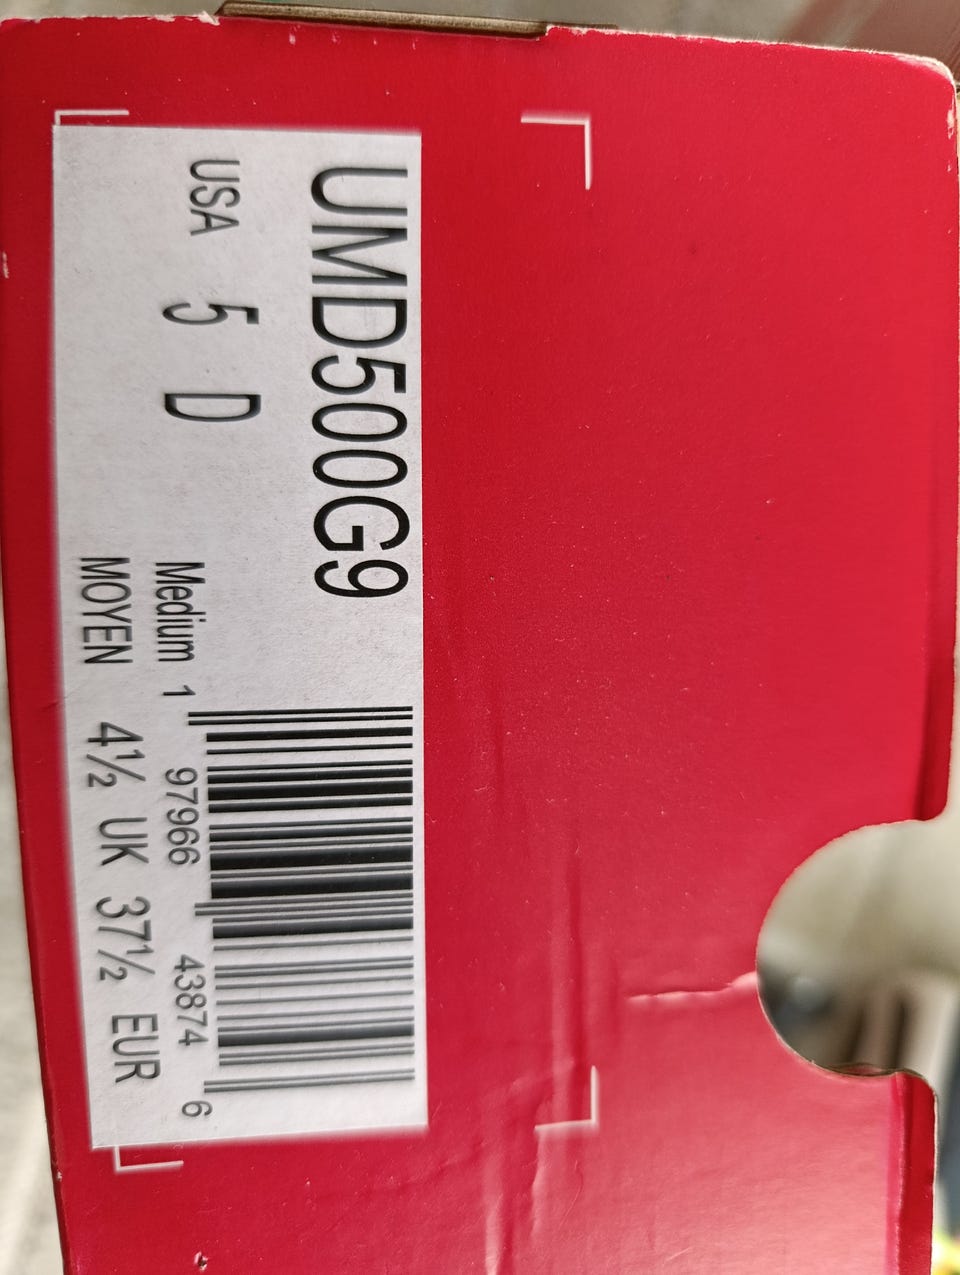 UMD500G9
USA 5 D
Medium
MOYEN
1 97966 43874 6
4½ UK 37½ EUR